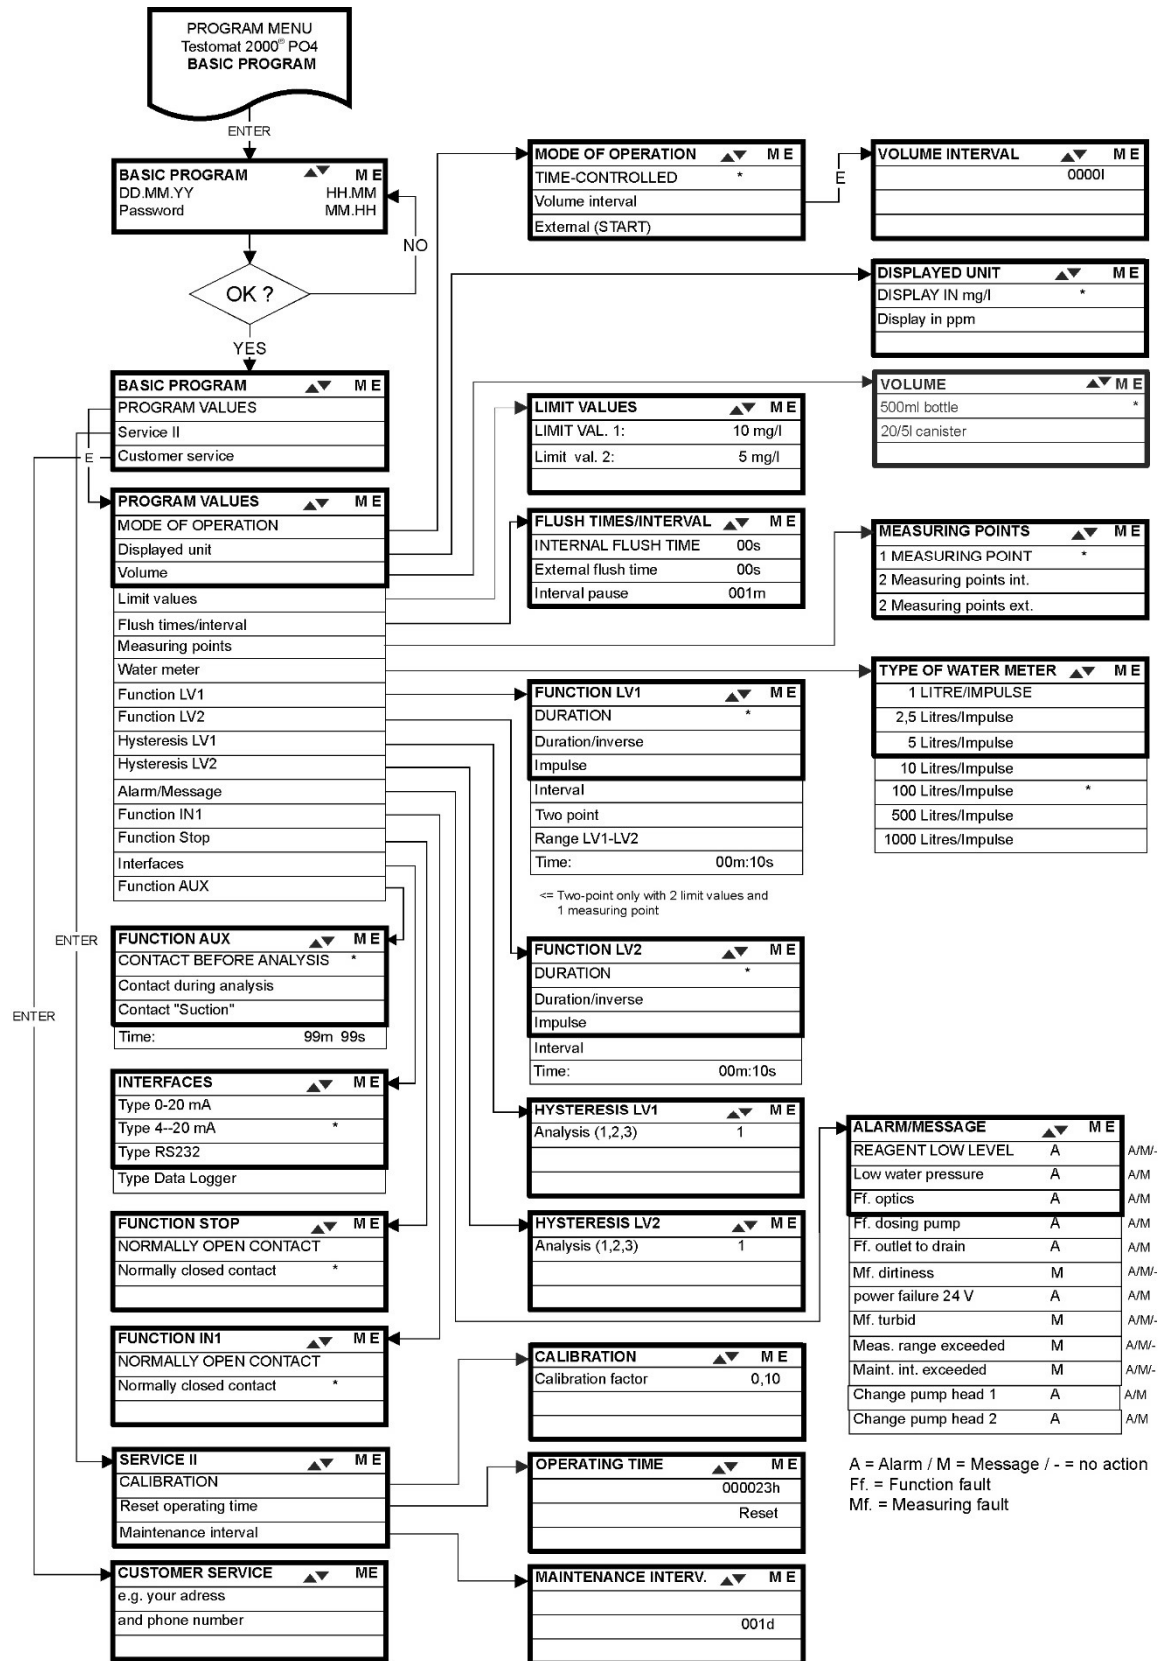 PROGRAM MENU
Testomat 2000® PO4
BASIC PROGRAM
ENTER
BASIC PROGRAM ▲▼ M E
DD.MM.YY HH.MM
Password MM.HH
NO
OK ?
YES
BASIC PROGRAM ▲▼ M E
PROGRAM VALUES
Service II
Customer service
E
PROGRAM VALUES ▲▼ M E
MODE OF OPERATION
Displayed unit
Volume
Limit values
Flush times/interval
Measuring points
Water meter
Function LV1
Function LV2
Hysteresis LV1
Hysteresis LV2
Alarm/Message
Function IN1
Function Stop
Interfaces
Function AUX
ENTER
ENTER
FUNCTION AUX ▲▼ M E
CONTACT BEFORE ANALYSIS *
Contact during analysis
Contact "Suction"
Time: 99m 99s
INTERFACES ▲▼ M E
Type 0-20 mA
Type 4--20 mA *
Type RS232
Type Data Logger
FUNCTION STOP ▲▼ M E
NORMALLY OPEN CONTACT
Normally closed contact *
FUNCTION IN1 ▲▼ M E
NORMALLY OPEN CONTACT
Normally closed contact *
SERVICE II ▲▼ M E
CALIBRATION
Reset operating time
Maintenance interval
CUSTOMER SERVICE ▲▼ ME
e.g. your adress
and phone number
MODE OF OPERATION ▲▼ M E
TIME-CONTROLLED *
Volume interval
External (START)
E
VOLUME INTERVAL ▲▼ M E
0000l
DISPLAYED UNIT ▲▼ M E
DISPLAY IN mg/l *
Display in ppm
VOLUME ▲▼ M E
500ml bottle *
20/5l canister
LIMIT VALUES ▲▼ M E
LIMIT VAL. 1: 10 mg/l
Limit val. 2: 5 mg/l
FLUSH TIMES/INTERVAL ▲▼ M E
INTERNAL FLUSH TIME 00s
External flush time 00s
Interval pause 001m
MEASURING POINTS ▲▼ M E
1 MEASURING POINT *
2 Measuring points int.
2 Measuring points ext.
TYPE OF WATER METER ▲▼ M E
1 LITRE/IMPULSE
2,5 Litres/Impulse
5 Litres/Impulse
10 Litres/Impulse
100 Litres/Impulse *
500 Litres/Impulse
1000 Litres/Impulse
FUNCTION LV1 ▲▼ M E
DURATION *
Duration/inverse
Impulse
Interval
Two point
Range LV1-LV2
Time: 00m:10s
<= Two-point only with 2 limit values and
1 measuring point
FUNCTION LV2 ▲▼ M E
DURATION *
Duration/inverse
Impulse
Interval
Time: 00m:10s
HYSTERESIS LV1 ▲▼ M E
Analysis (1,2,3) 1
HYSTERESIS LV2 ▲▼ M E
Analysis (1,2,3) 1
ALARM/MESSAGE ▲▼ M E
REAGENT LOW LEVEL A A/M/-
Low water pressure A A/M
Ff. optics A A/M
Ff. dosing pump A A/M
Ff. outlet to drain A A/M
Mf. dirtiness M A/M/-
power failure 24 V A A/M
Mf. turbid M A/M/-
Meas. range exceeded M A/M/-
Maint. int. exceeded M A/M/-
Change pump head 1 A A/M
Change pump head 2 A A/M
A = Alarm / M = Message / - = no action
Ff. = Function fault
Mf. = Measuring fault
CALIBRATION ▲▼ M E
Calibration factor 0,10
OPERATING TIME ▲▼ M E
000023h
Reset
MAINTENANCE INTERV. ▲▼ M E
001d